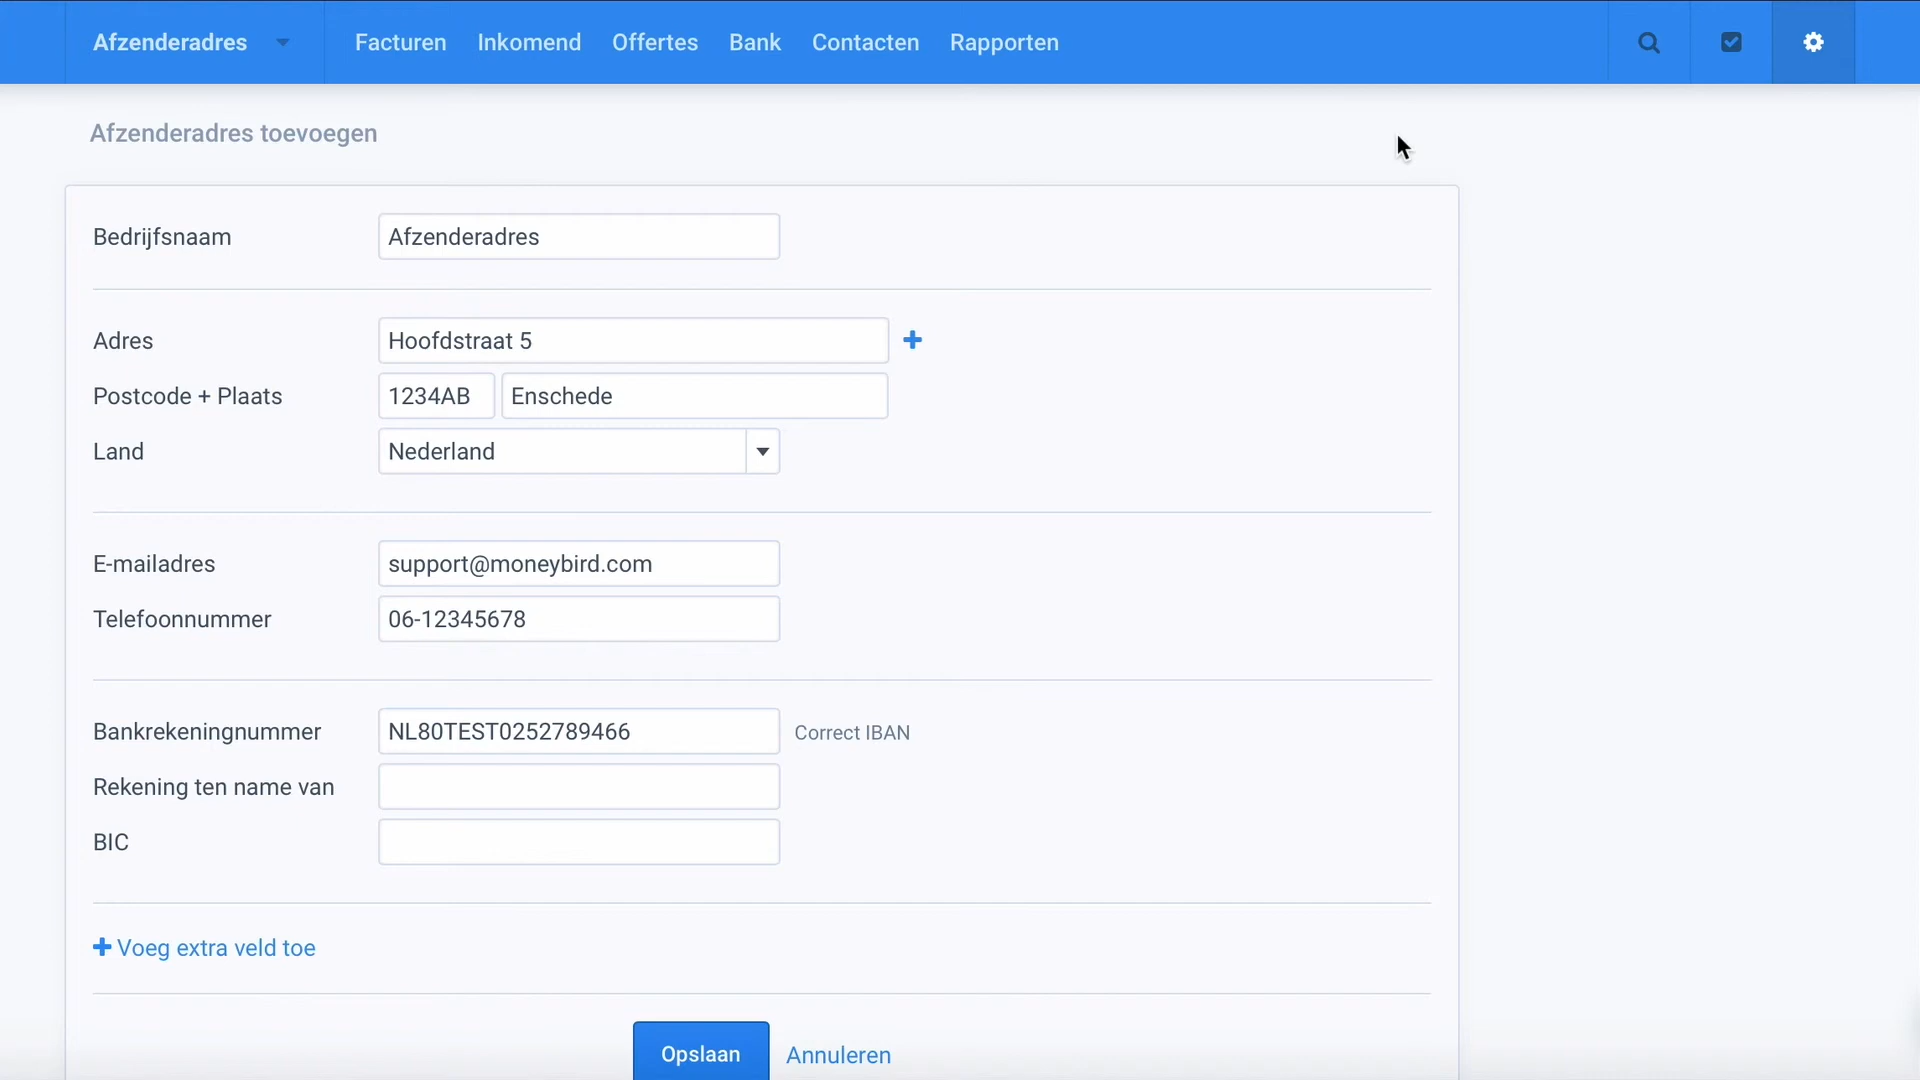 Afzenderadres Facturen Inkomend Offertes Bank Contacten Rapporten
Afzenderadres toevoegen
Bedrijfsnaam Afzenderadres
Adres Hoofdstraat 5
Postcode + Plaats 1234AB Enschede
Land Nederland
E-mailadres support@moneybird.com
Telefoonnummer 06-12345678
Bankrekeningnummer NL80TEST0252789466 Correct IBAN
Rekening ten name van
BIC
Voeg extra veld toe
Opslaan Annuleren